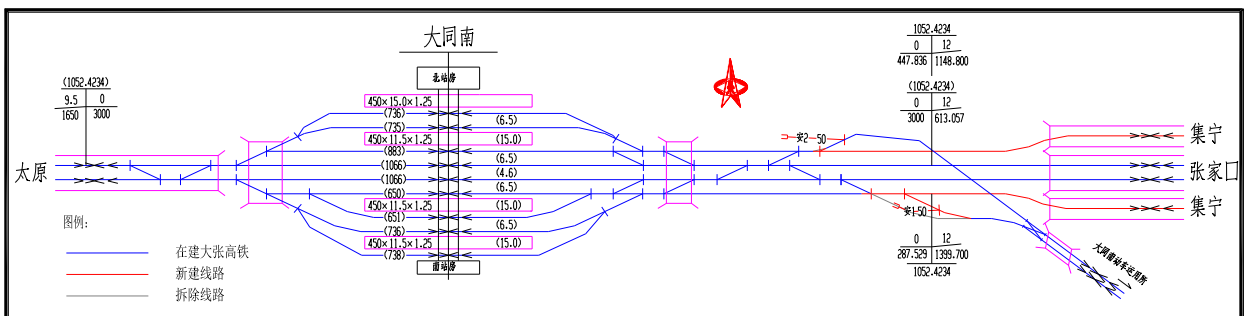 大同南
北站房
(1052.4234)
9.5 0
1650 3000
太原
450×15.0×1.25
(736)
(735)
(6.5)
450×11.5×1.25
(15.0)
(883)
(6.5)
(1066)
(4.6)
(1066)
(6.5)
(650)
450×11.5×1.25
(15.0)
(651)
(6.5)
(736)
450×11.5×1.25
(15.0)
(738)
南站房
安2 50
1052.4234
0 12
447.836 1148.800
(1052.4234)
0 12
3000 613.057
集宁
张家口
集宁
安1 50
0 12
287.529 1399.700
1052.4234
大同南动车运用所
图例:
在建大张高铁
新建线路
拆除线路